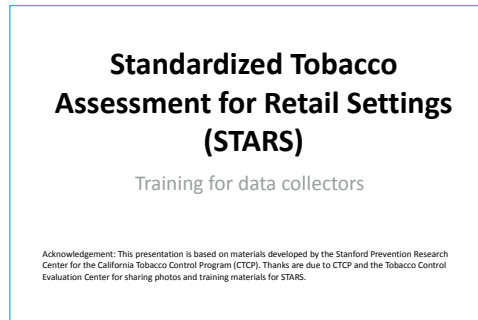 Standardized Tobacco
Assessment for Retail Settings
(STARS)
Training for data collectors
Acknowledgement: This presentation is based on materials developed by the Stanford Prevention Research
Center for the California Tobacco Control Program (CTCP). Thanks are due to CTCP and the Tobacco Control
Evaluation Center for sharing photos and training materials for STARS.